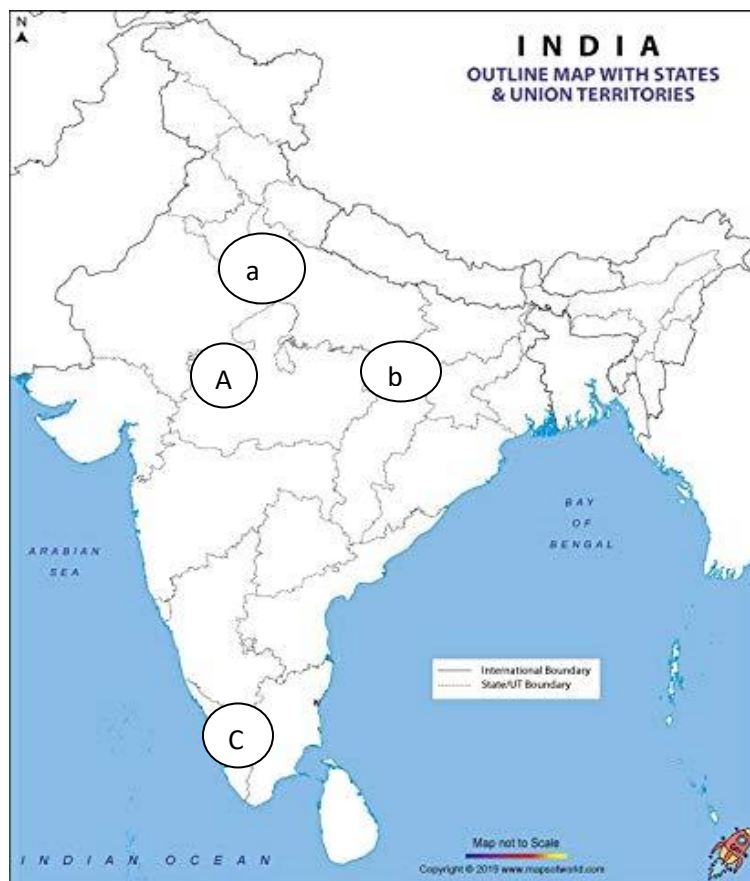 N
I N D I A
OUTLINE MAP WITH STATES
& UNION TERRITORIES
a
A
b
ARABIAN
SEA
BAY
OF
BENGAL
International Boundary
State/UT Boundary
C
Map not to Scale
INDIAN OCEAN
Copyright © 2019 www.mapsofworld.com